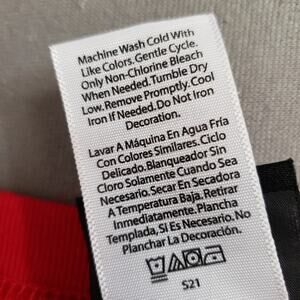 Machine Wash Cold With
Like Colors. Gentle Cycle.
Only Non-Chlorine Bleach
When Needed. Tumble Dry
Low. Remove Promptly. Cool
Iron If Needed. Do Not Iron
Decoration.
Lavar A Máquina En Agua Fría
Con Colores Similares. Ciclo
Delicado. Blanqueador Sin
Cloro Solamente Cuando Sea
Necesario. Secar En Secadora
A Temperatura Baja. Retirar
Inmediatamente. Plancha
Templada, Si Es Necesario. No
Planchar La Decoración.
S21